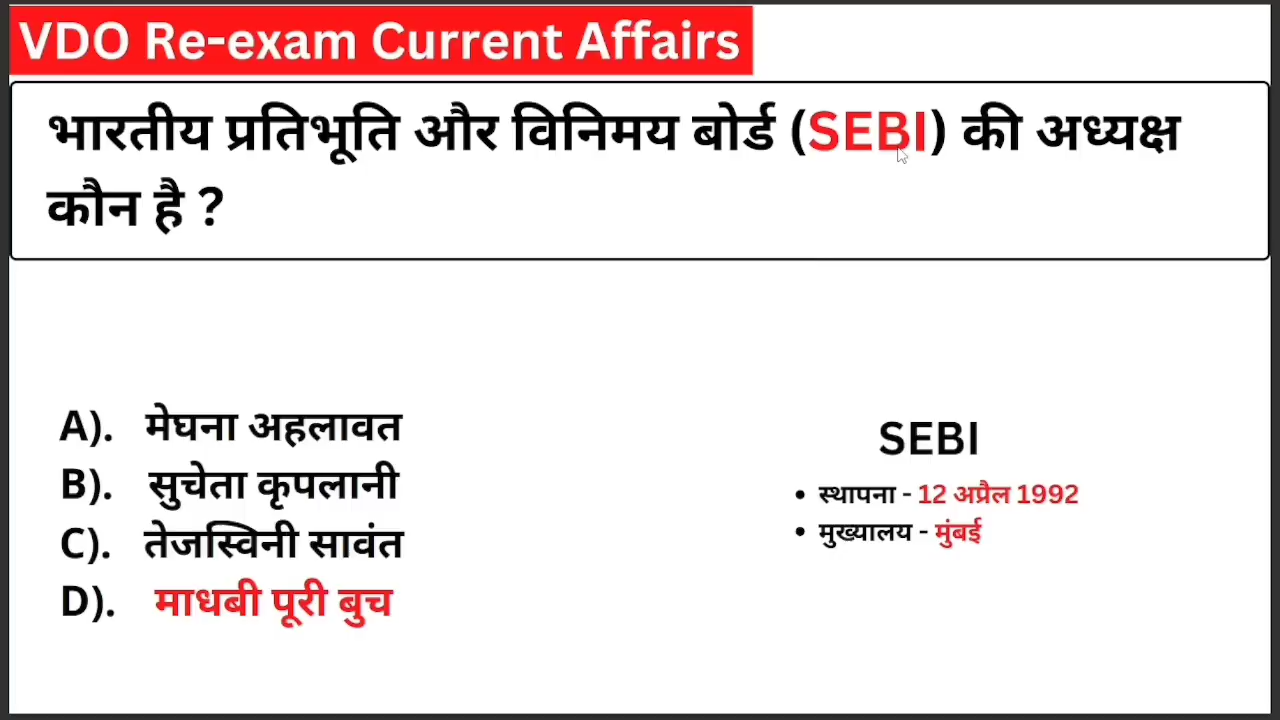 VDO Re-exam Current Affairs
भारतीय प्रतिभूति और विनिमय बोर्ड (SEBI) की अध्यक्ष
कौन है ?
A). मेघना अहलावत
B). सुचेता कृपलानी
C). तेजस्विनी सावंत
D). माधबी पूरी बुच
SEBI
• स्थापना - 12 अप्रैल 1992
• मुख्यालय - मुंबई